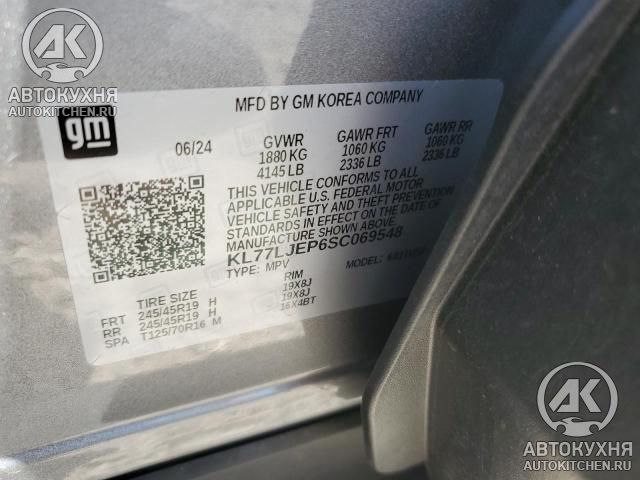 AK
АВТОКУХНЯ
AUTOKITCHEN.RU
gm
MFD BY GM KOREA COMPANY
06/24 GVWR GAWR FRT GAWR RR
1880 KG 1060 KG 1060 KG
4145 LB 2336 LB 2336 LB
THIS VEHICLE CONFORMS TO ALL
APPLICABLE U.S. FEDERAL MOTOR
VEHICLE SAFETY AND THEFT PREVENTION
STANDARDS IN EFFECT ON THE DATE OF
MANUFACTURE SHOWN ABOVE.
KL77LJEP6SC069548
TYPE: MPV MODEL:
TIRE SIZE RIM
FRT 245/45R19 H 19X8J
RR 245/45R19 H 19X8J
SPA T125/70R16 M 16X4BT
AK
АВТОКУХНЯ
AUTOKITCHEN.RU